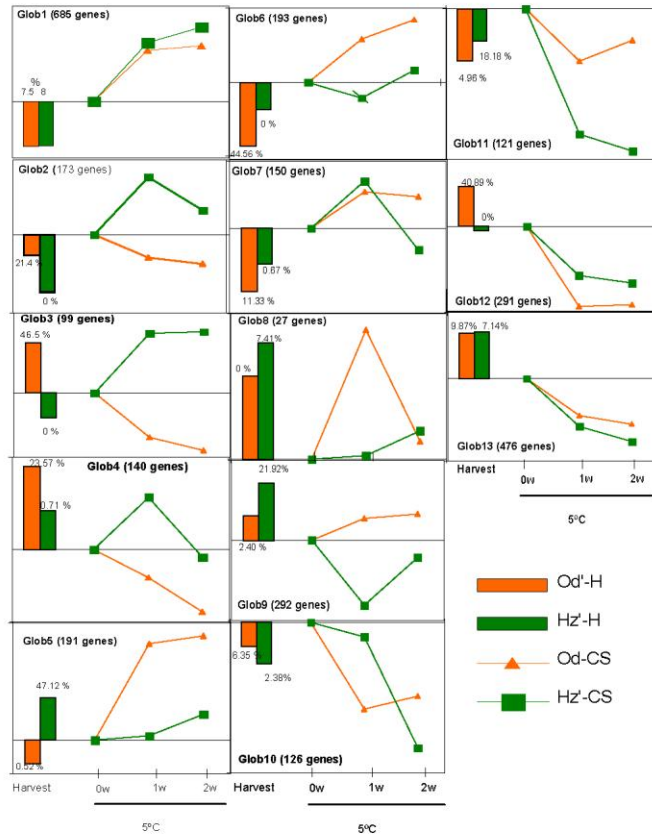 Glob1 (685 genes)
%
7.5 8
Glob2 (173 genes)
21.4 %
0 %
Glob3 (99 genes)
46.5 %
0 %
23.57 %
Glob4 (140 genes)
0.71 %
Glob5 (191 genes)
47.12 %
0.52 %
Harvest
0w
1w
2w
5ºC
Glob6 (193 genes)
0 %
44.56 %
Glob7 (150 genes)
0.67 %
11.33 %
Glob8 (27 genes)
7.41%
0 %
21.92 %
2.40 %
Glob9 (292 genes)
6.35 %
2.38%
Glob10 (126 genes)
Harvest
0w
1w
2w
5ºC
18.18 %
4.96 %
Glob11 (121 genes)
40.89 %
0%
Glob12 (291 genes)
9.87% 7.14%
Glob13 (476 genes)
Harvest
0w
1w
2w
5ºC
Od'-H
Hz'-H
Od-CS
Hz'-CS